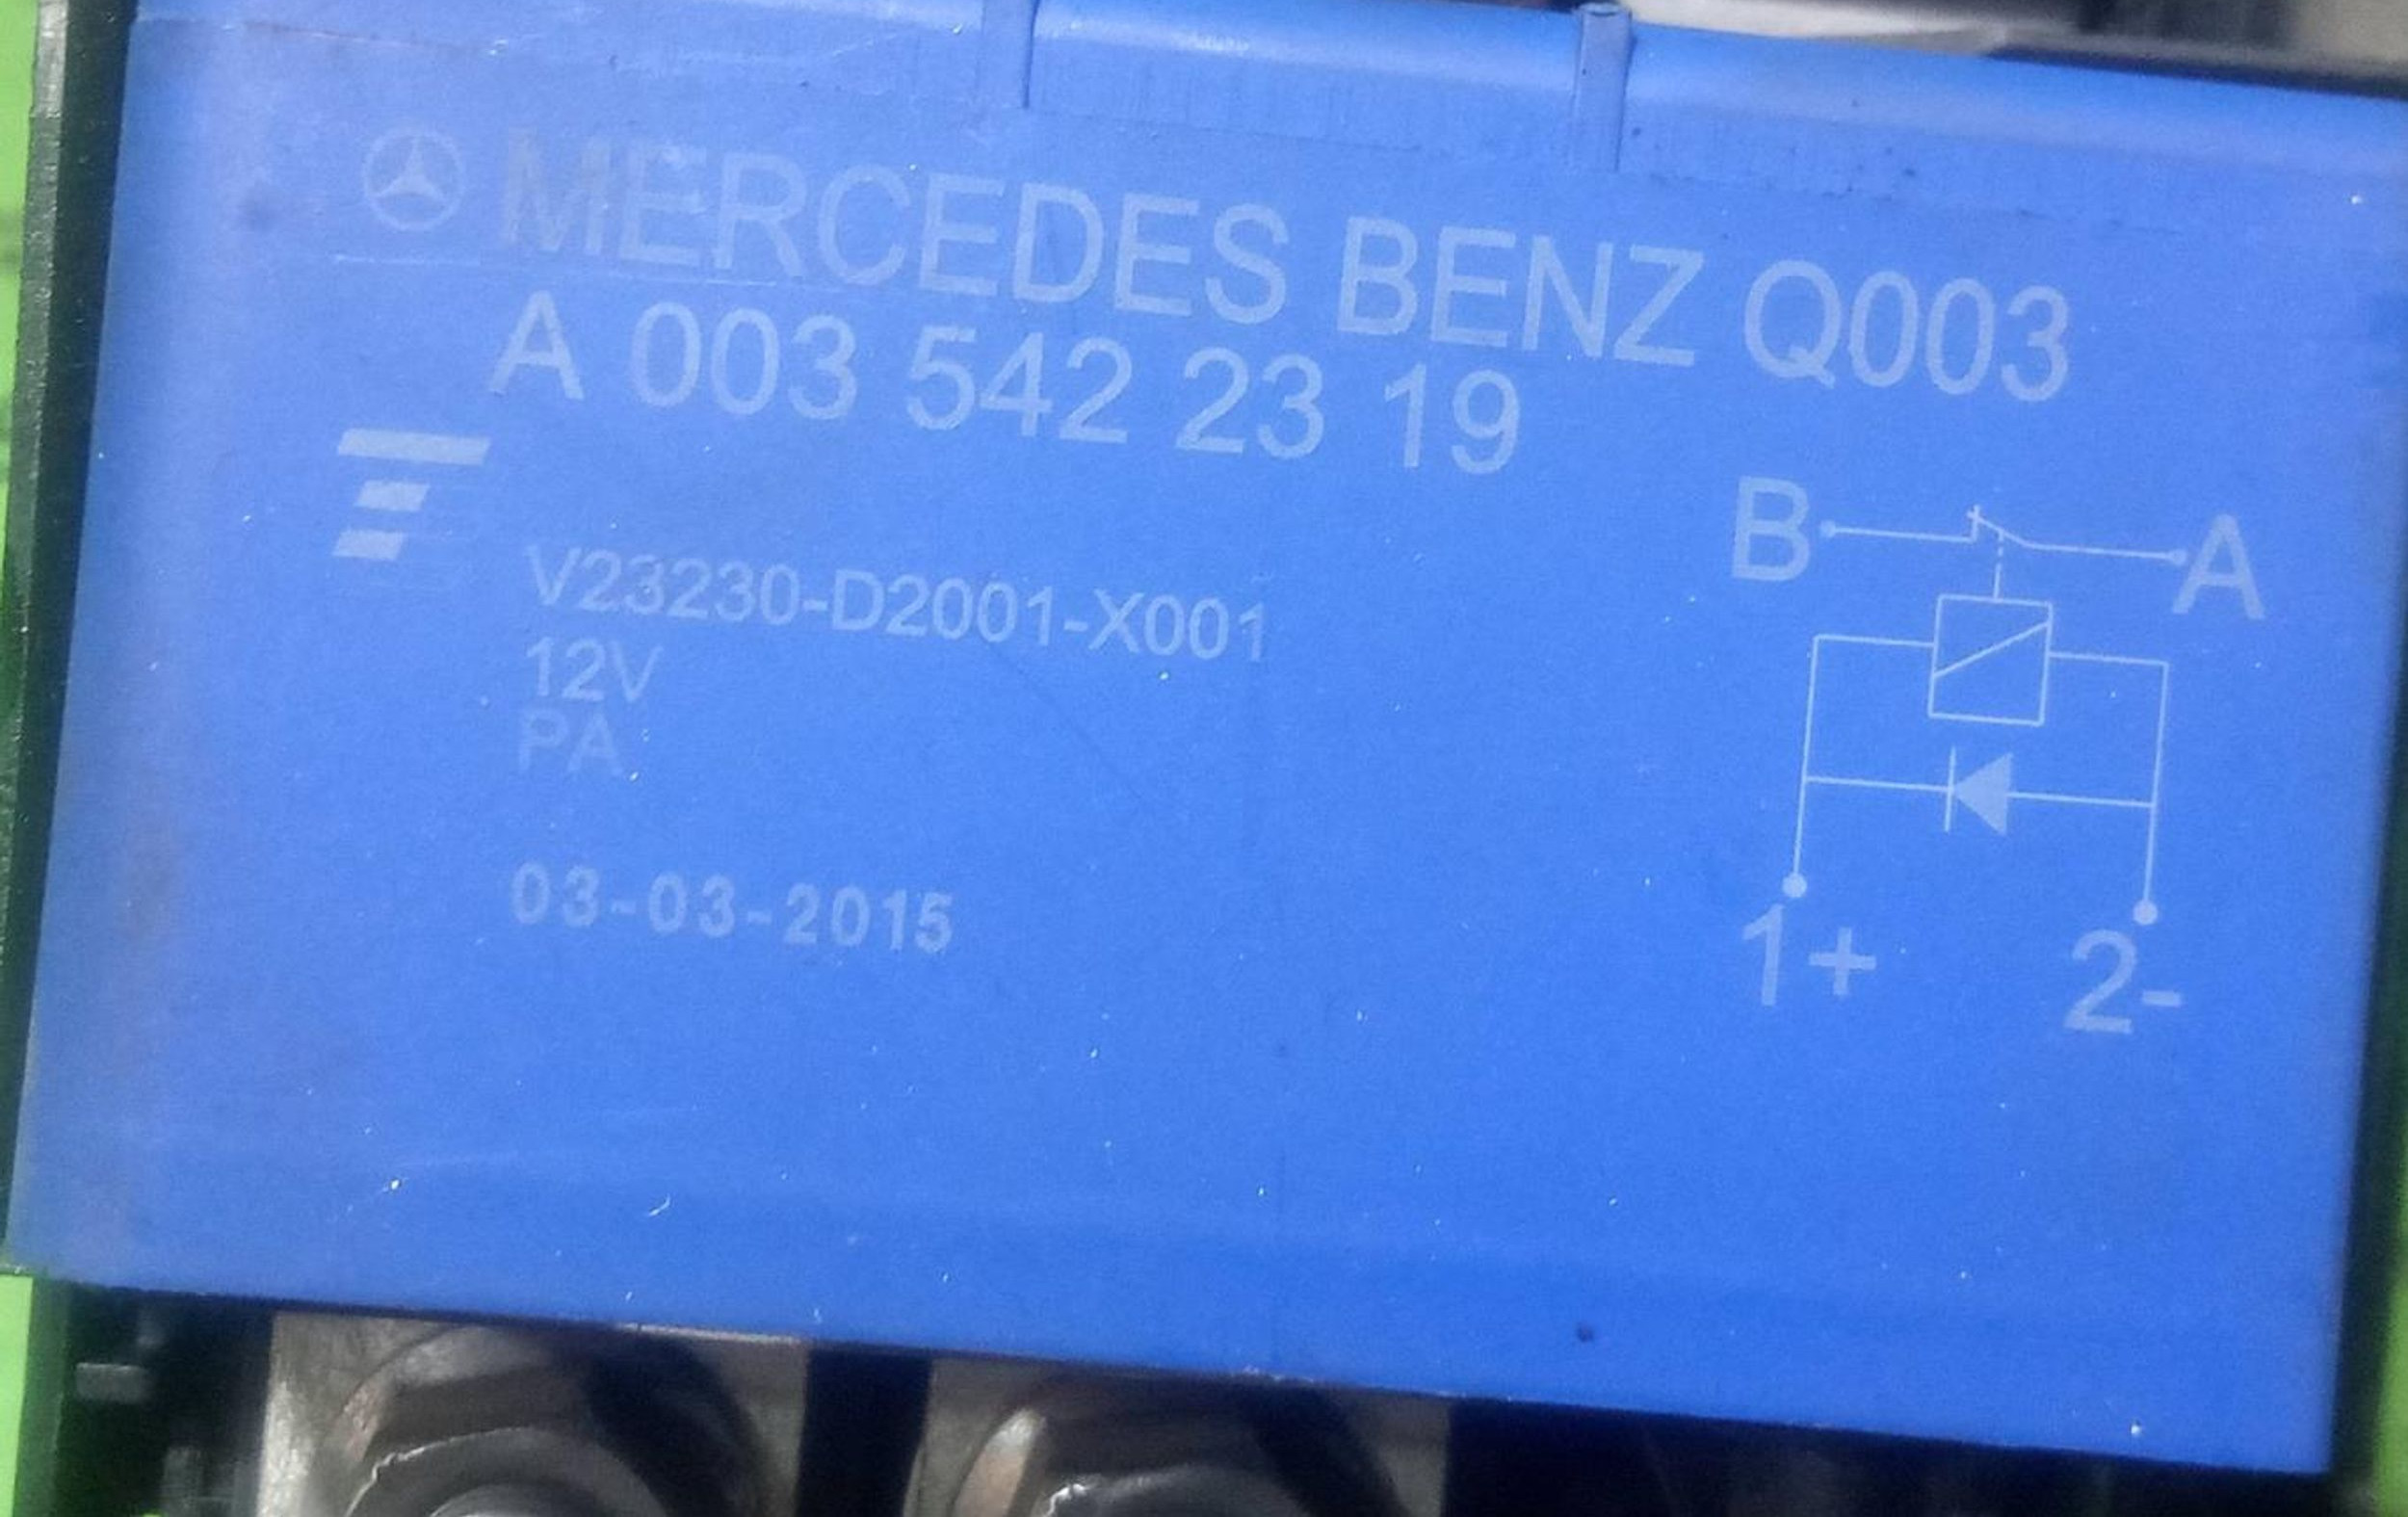 MERCEDES BENZ Q003
A 003 542 23 19
B A
V23230-D2001-X001
12V
PA
03-03-2015
1+ 2-